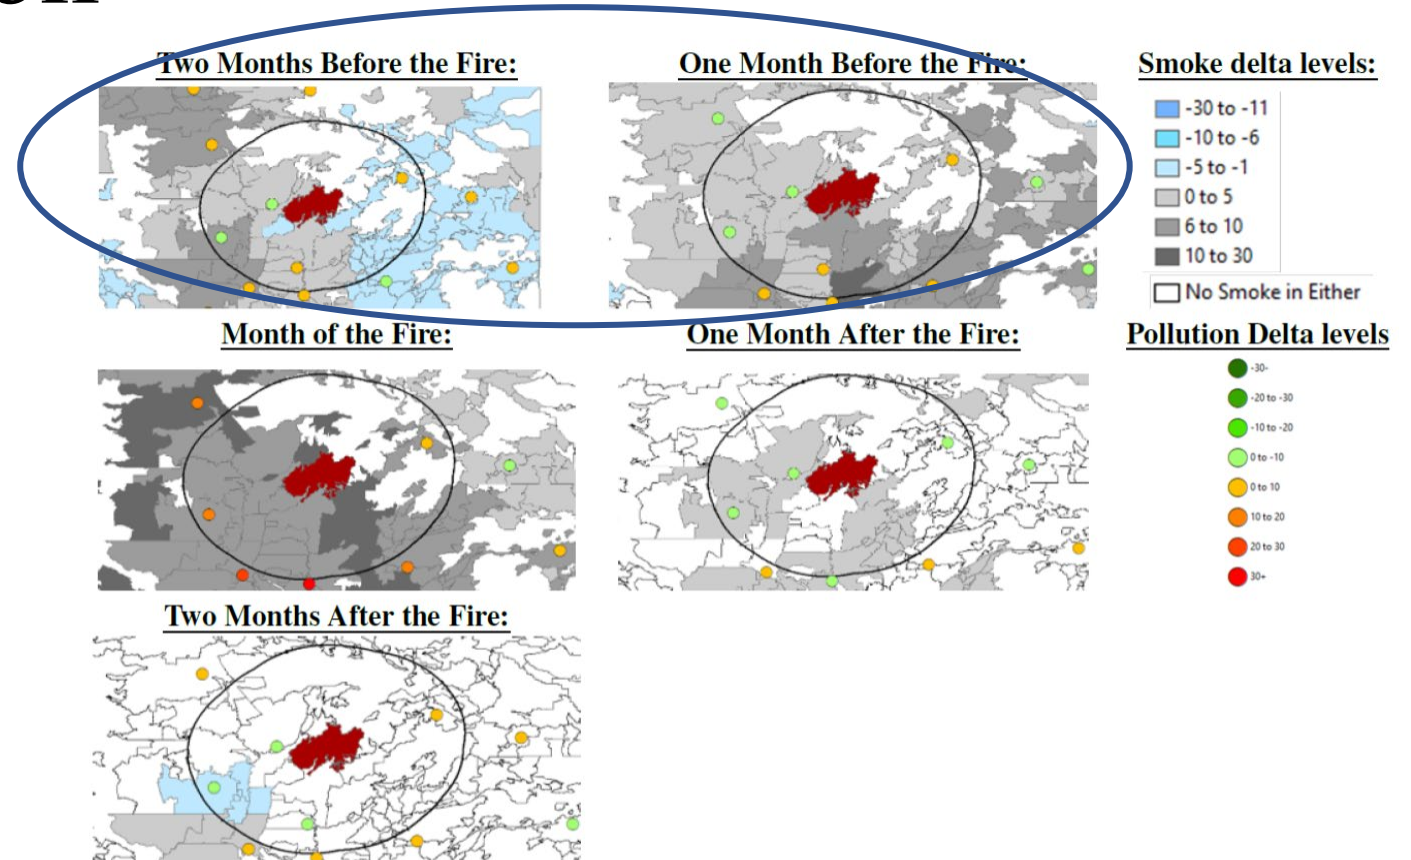 Two Months Before the Fire:
One Month Before the Fire:
Smoke delta levels:
-30 to -11
-10 to -6
-5 to -1
0 to 5
6 to 10
10 to 30
No Smoke in Either
Month of the Fire:
One Month After the Fire:
Pollution Delta levels
-30-
-20 to -30
-10 to -20
0 to -10
0 to 10
10 to 20
20 to 30
30+
Two Months After the Fire: